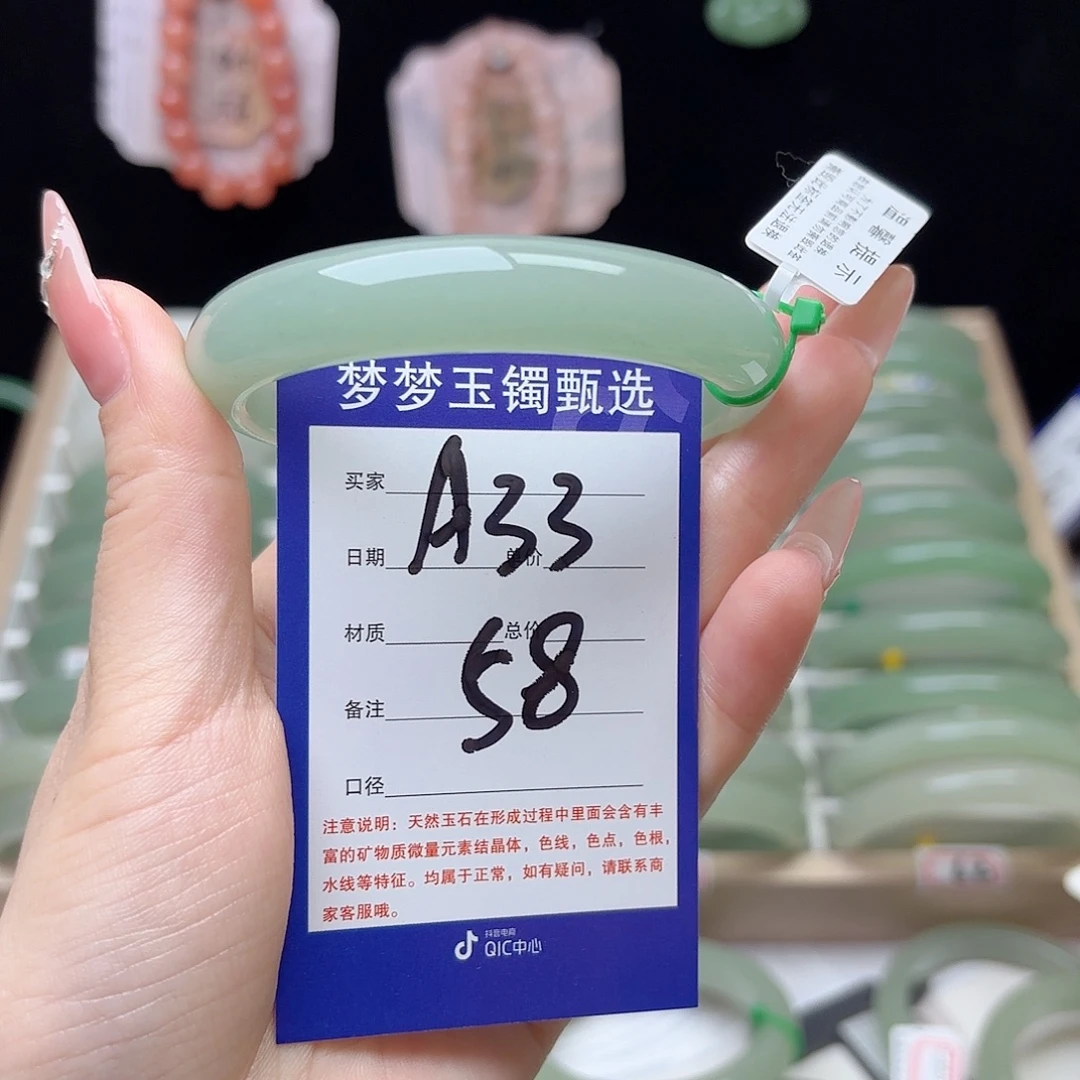 梦梦玉镯甄选
买家
A33
日期 单价
材质 总价
58
备注
口径
注意说明：天然玉石在形成过程中里面会含有丰
富的矿物质微量元素结晶体，色线，色点，色根，
水线等特征。均属于正常，如有疑问，请联系商
家客服哦。
抖音电商
QIC中心
温馨提示